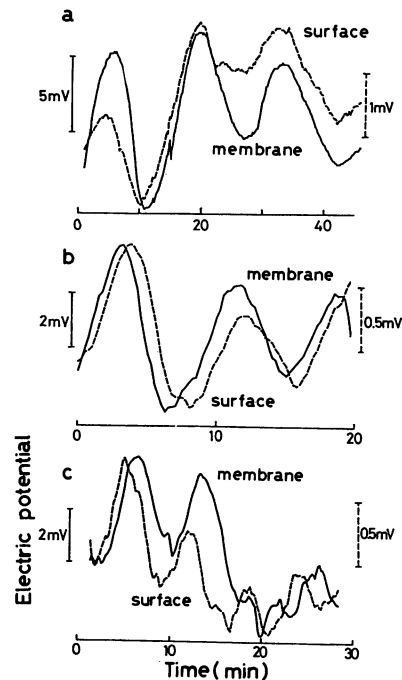 a
surface
5mV
1mV
membrane
0 20 40
b
membrane
2mV
0.5mV
surface
0 10 20
c
membrane
2mV
0.5mV
surface
0 10 20 30
Time (min)
Electric potential